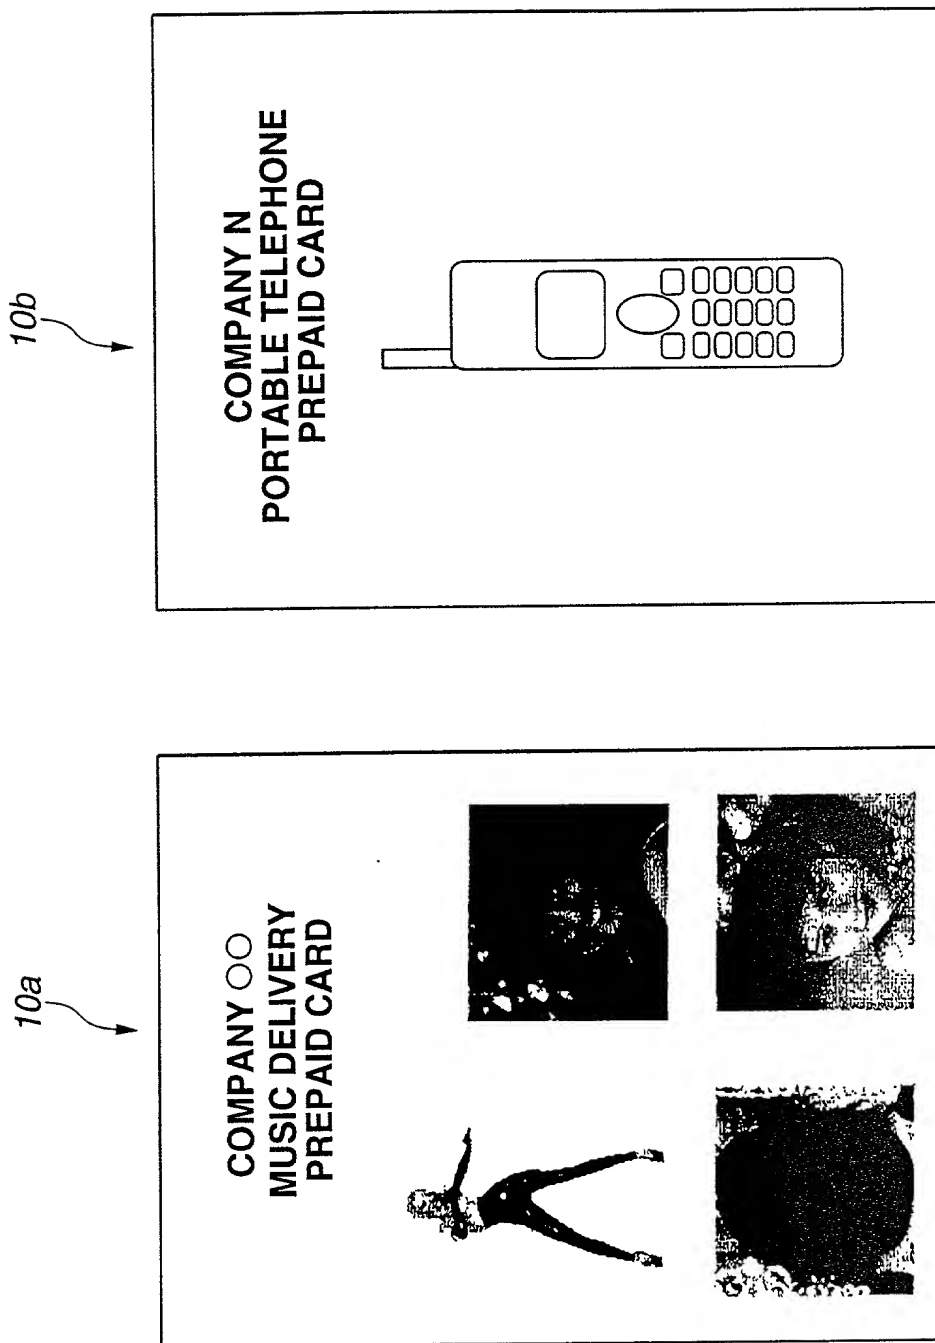 10a
COMPANY ○○
MUSIC DELIVERY
PREPAID CARD
10b
COMPANY N
PORTABLE TELEPHONE
PREPAID CARD